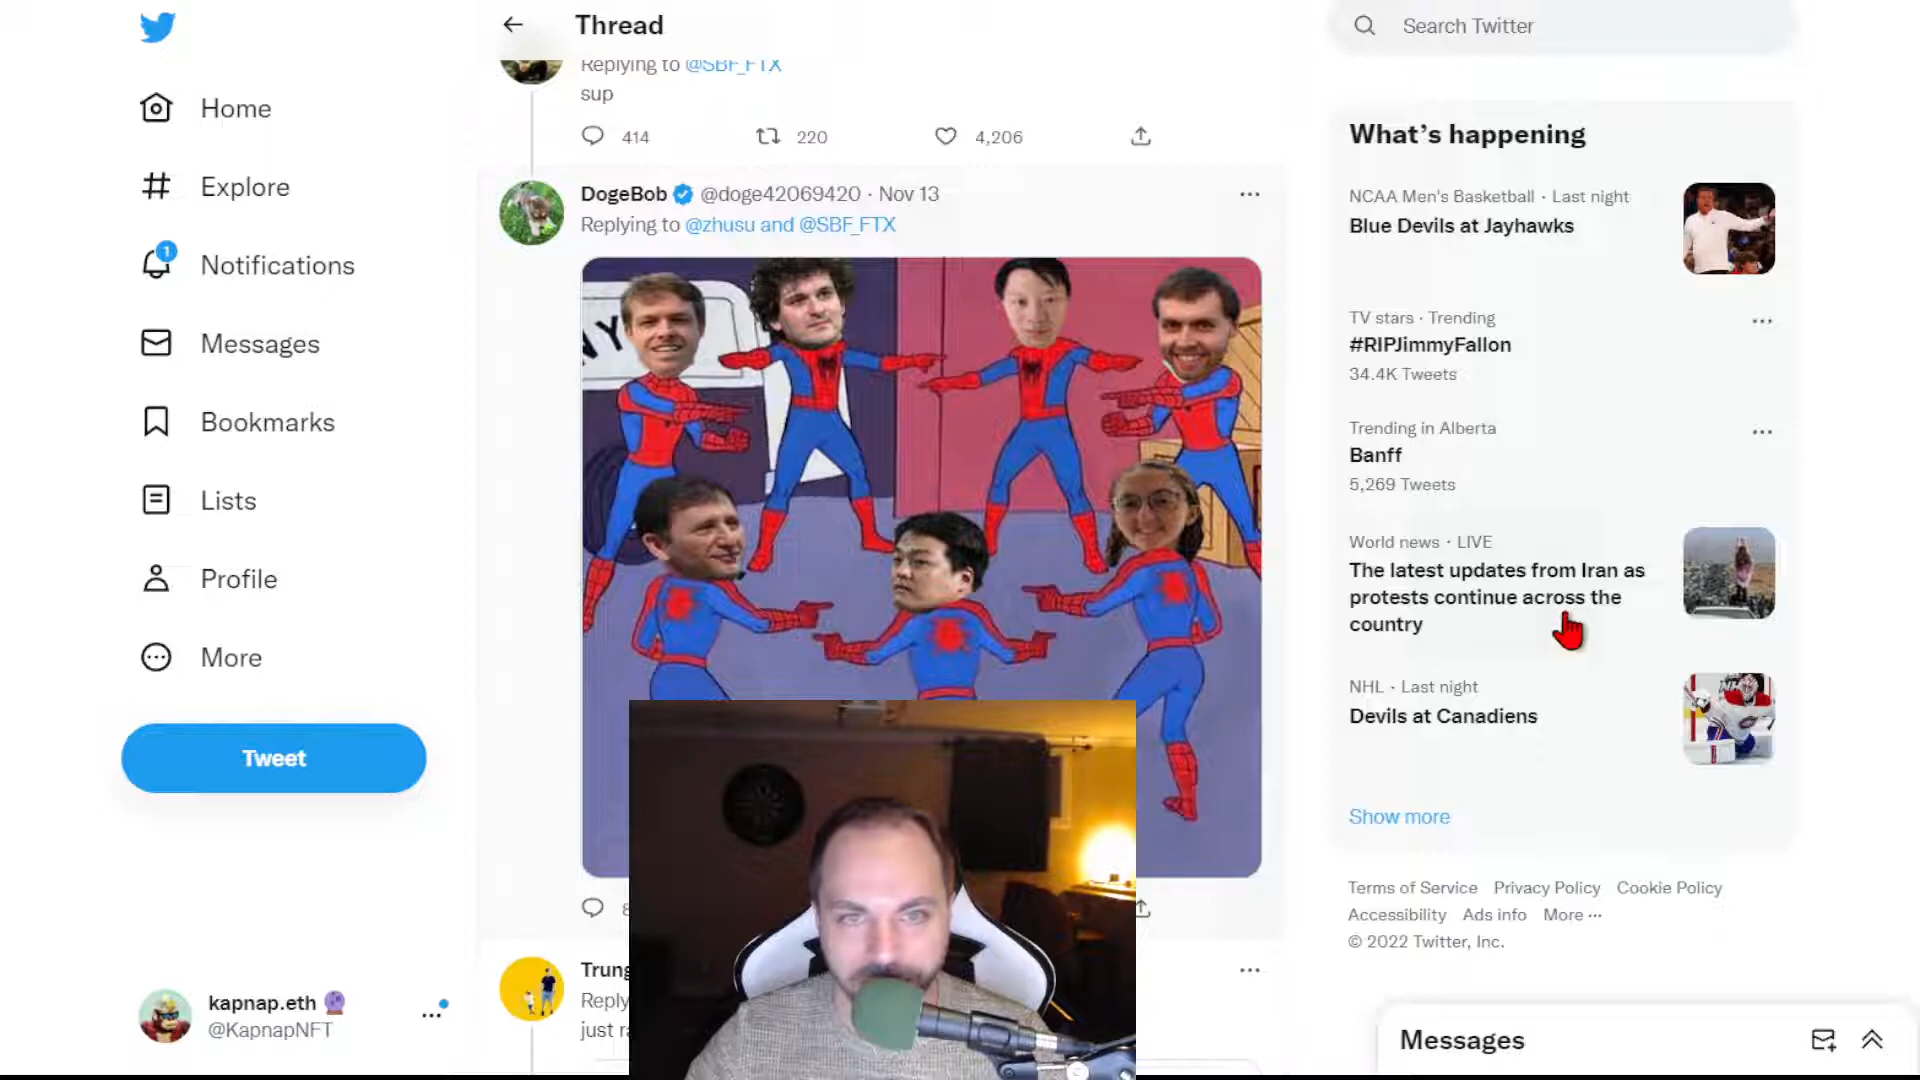 Home
Explore
1
Notifications
Messages
Bookmarks
Lists
Profile
More
Tweet
kapnap.eth
@KapnapNFT
Thread
Replying to @SBF_FTX
sup
414 220 4,206
DogeBob @doge42069420 · Nov 13
Replying to @zhusu and @SBF_FTX
NY
8
Trung
Reply
just ra
Search Twitter
What's happening
NCAA Men's Basketball · Last night
Blue Devils at Jayhawks
TV stars · Trending
#RIPJimmyFallon
34.4K Tweets
Trending in Alberta
Banff
5,269 Tweets
World news · LIVE
The latest updates from Iran as
protests continue across the
country
NHL · Last night
Devils at Canadiens
Show more
Terms of Service Privacy Policy Cookie Policy
Accessibility Ads info More ···
© 2022 Twitter, Inc.
Messages